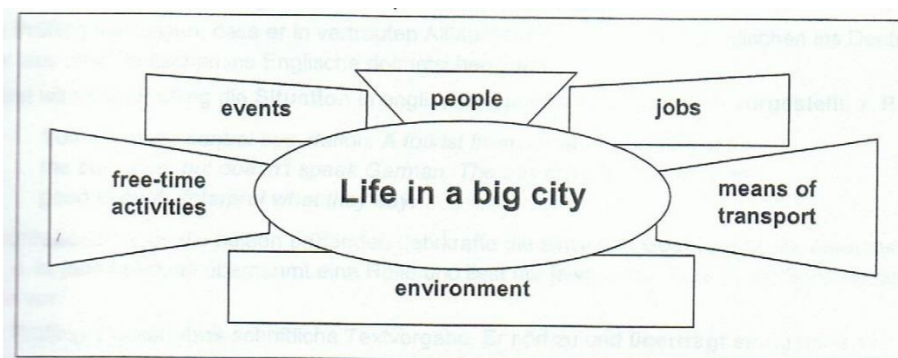 people
events
jobs
free-time
activities
Life in a big city
means of
transport
environment